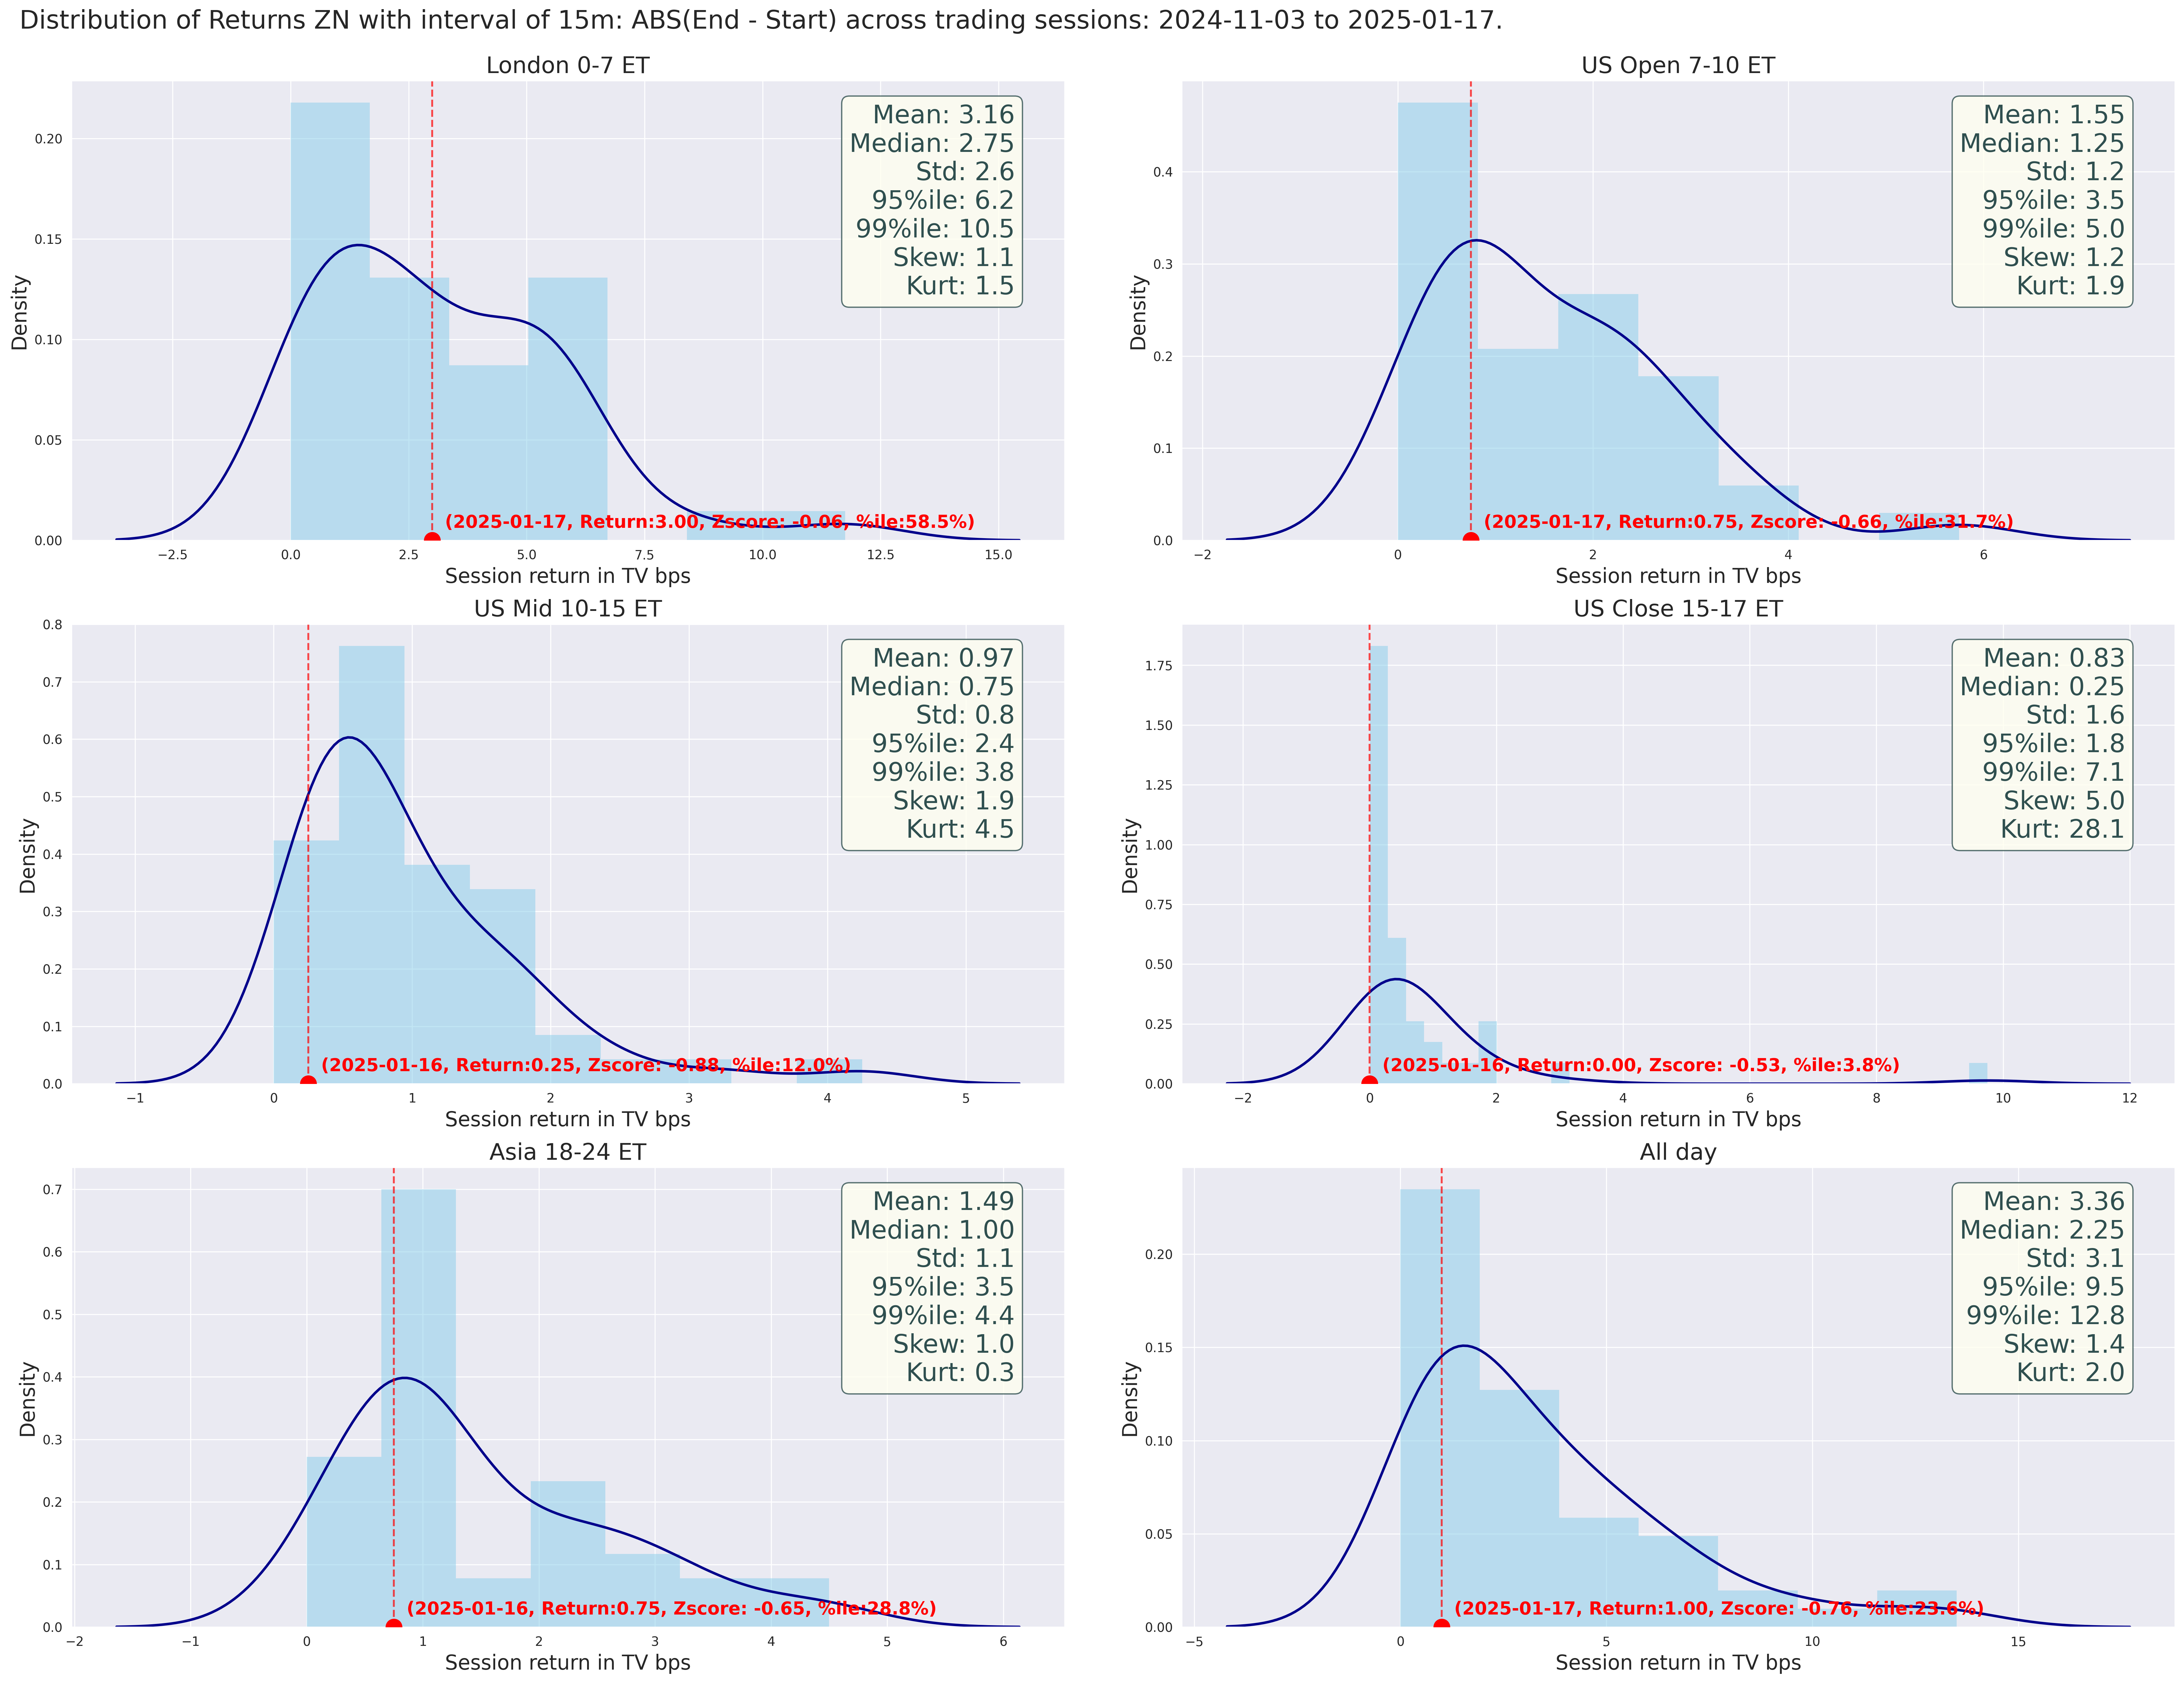 Distribution of Returns ZN with interval of 15m: ABS(End - Start) across trading sessions: 2024-11-03 to 2025-01-17.
London 0-7 ET
Density
0.20
0.15
0.10
0.05
0.00
Mean: 3.16
Median: 2.75
Std: 2.6
95%ile: 6.2
99%ile: 10.5
Skew: 1.1
Kurt: 1.5
(2025-01-17, Return:3.00, Zscore: -0.06, %ile:58.5%)
−2.5 0.0 2.5 5.0 7.5 10.0 12.5 15.0
Session return in TV bps
US Open 7-10 ET
Density
0.4
0.3
0.2
0.1
0.0
Mean: 1.55
Median: 1.25
Std: 1.2
95%ile: 3.5
99%ile: 5.0
Skew: 1.2
Kurt: 1.9
(2025-01-17, Return:0.75, Zscore: -0.66, %ile:31.7%)
−2 0 2 4 6
Session return in TV bps
US Mid 10-15 ET
Density
0.8
0.7
0.6
0.5
0.4
0.3
0.2
0.1
0.0
Mean: 0.97
Median: 0.75
Std: 0.8
95%ile: 2.4
99%ile: 3.8
Skew: 1.9
Kurt: 4.5
(2025-01-16, Return:0.25, Zscore: -0.88, %ile:12.0%)
−1 0 1 2 3 4 5
Session return in TV bps
US Close 15-17 ET
Density
1.75
1.50
1.25
1.00
0.75
0.50
0.25
0.00
Mean: 0.83
Median: 0.25
Std: 1.6
95%ile: 1.8
99%ile: 7.1
Skew: 5.0
Kurt: 28.1
(2025-01-16, Return:0.00, Zscore: -0.53, %ile:3.8%)
−2 0 2 4 6 8 10 12
Session return in TV bps
Asia 18-24 ET
Density
0.7
0.6
0.5
0.4
0.3
0.2
0.1
0.0
Mean: 1.49
Median: 1.00
Std: 1.1
95%ile: 3.5
99%ile: 4.4
Skew: 1.0
Kurt: 0.3
(2025-01-16, Return:0.75, Zscore: -0.65, %ile:28.8%)
−2 −1 0 1 2 3 4 5 6
Session return in TV bps
All day
Density
0.20
0.15
0.10
0.05
0.00
Mean: 3.36
Median: 2.25
Std: 3.1
95%ile: 9.5
99%ile: 12.8
Skew: 1.4
Kurt: 2.0
(2025-01-17, Return:1.00, Zscore: -0.76, %ile:23.6%)
−5 0 5 10 15
Session return in TV bps